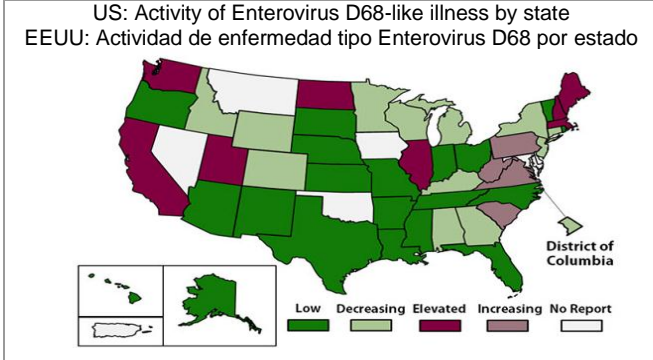 US: Activity of Enterovirus D68-like illness by state
EEUU: Actividad de enfermedad tipo Enterovirus D68 por estado
District of
Columbia
Low Decreasing Elevated Increasing No Report